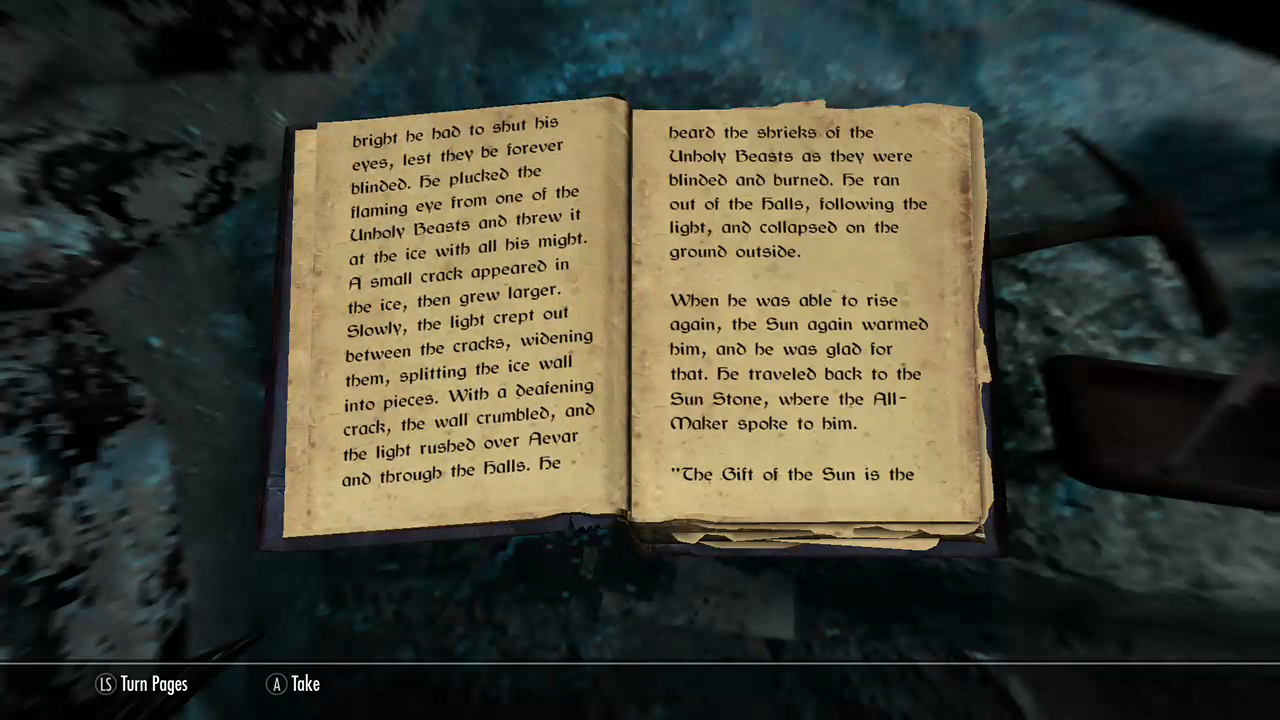 bright he had to shut his
eyes, lest they be forever
blinded. He plucked the
flaming eye from one of the
Unholy Beasts and threw it
at the ice with all his might.
A small crack appeared in
the ice, then grew larger.
Slowly, the light crept out
between the cracks, widening
them, splitting the ice wall
into pieces. With a deafening
crack, the wall crumbled, and
the light rushed over Aevar
and through the Halls. He
heard the shrieks of the
Unholy Beasts as they were
blinded and burned. He ran
out of the Halls, following the
light, and collapsed on the
ground outside.
When he was able to rise
again, the Sun again warmed
him, and he was glad for
that. He traveled back to the
Sun Stone, where the All-
Maker spoke to him.
"The Gift of the Sun is the
LS Turn Pages
A Take